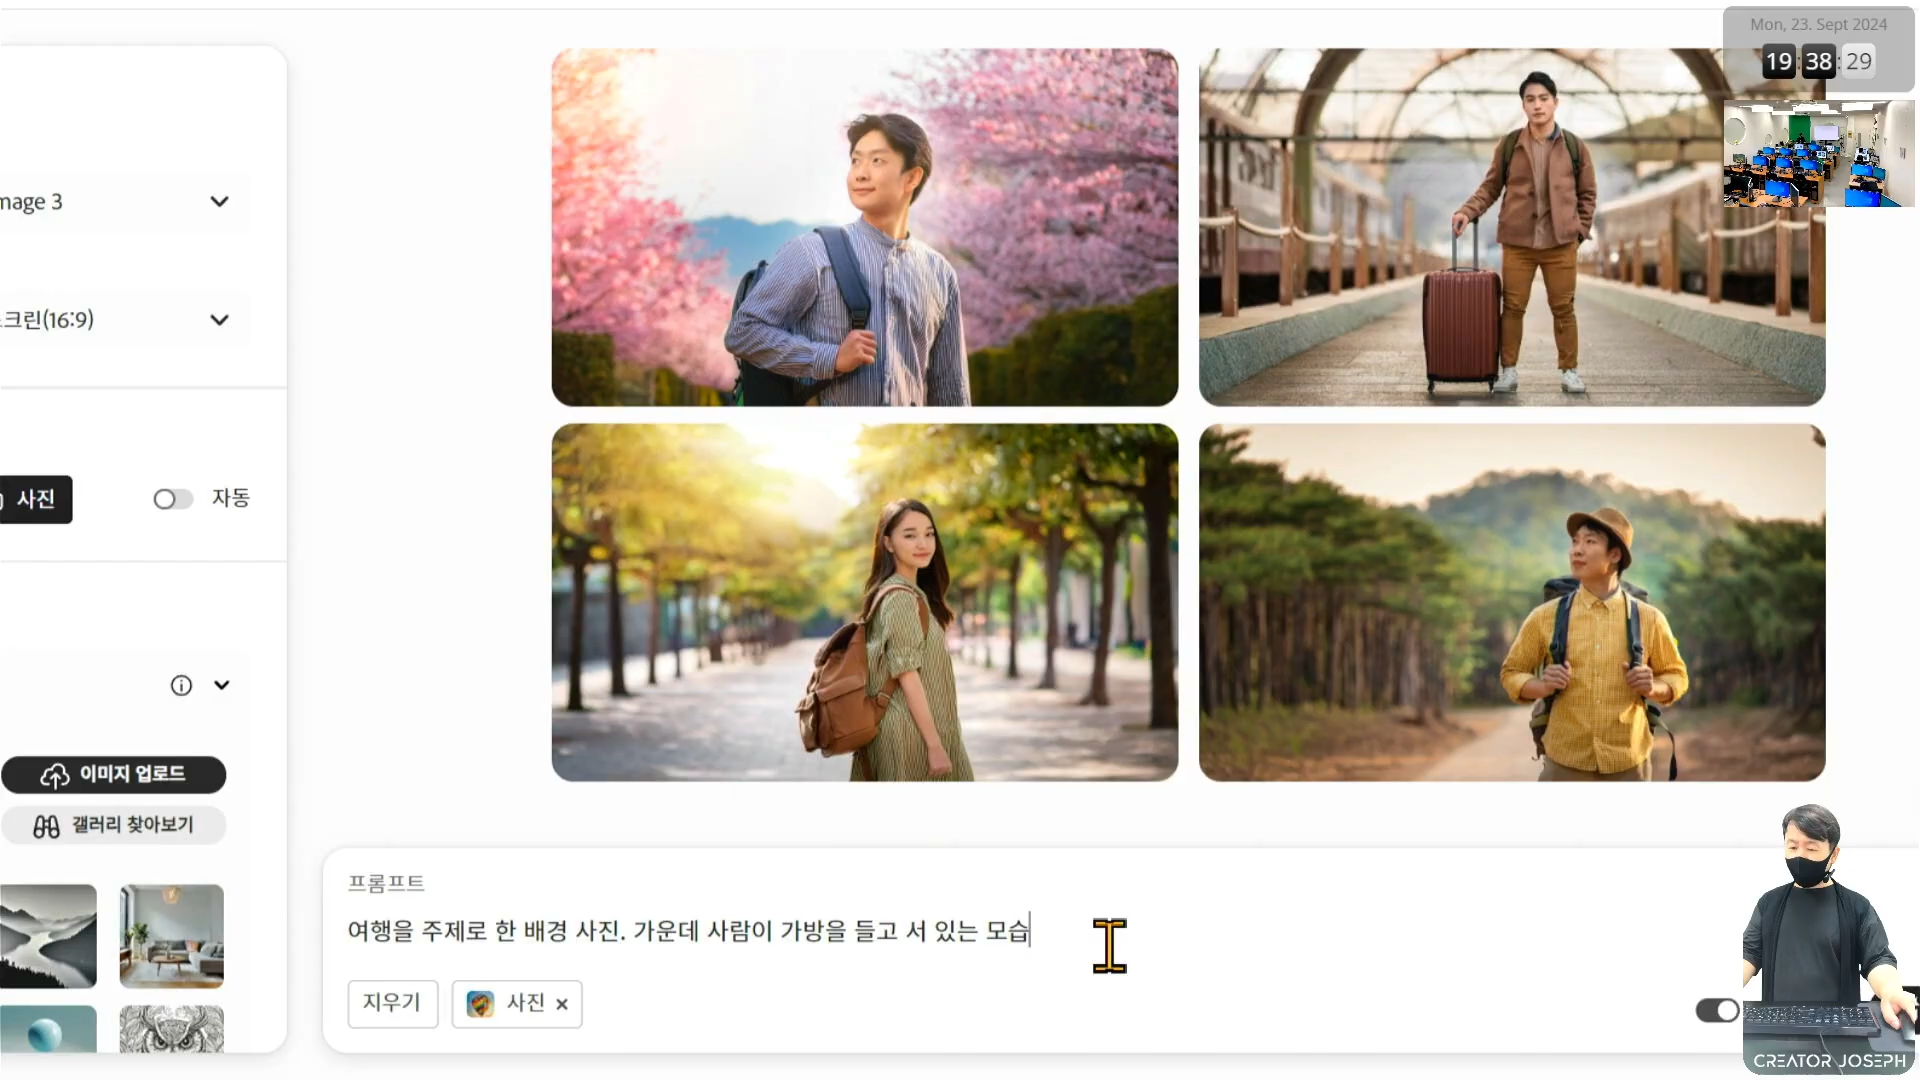 Mon, 23. Sept 2024
19:38:29
mage 3
스크린(16:9)
사진
자동
이미지 업로드
갤러리 찾아보기
프롬프트
여행을 주제로 한 배경 사진. 가운데 사람이 가방을 들고 서 있는 모습
지우기
사진
CREATOR JOSEPH